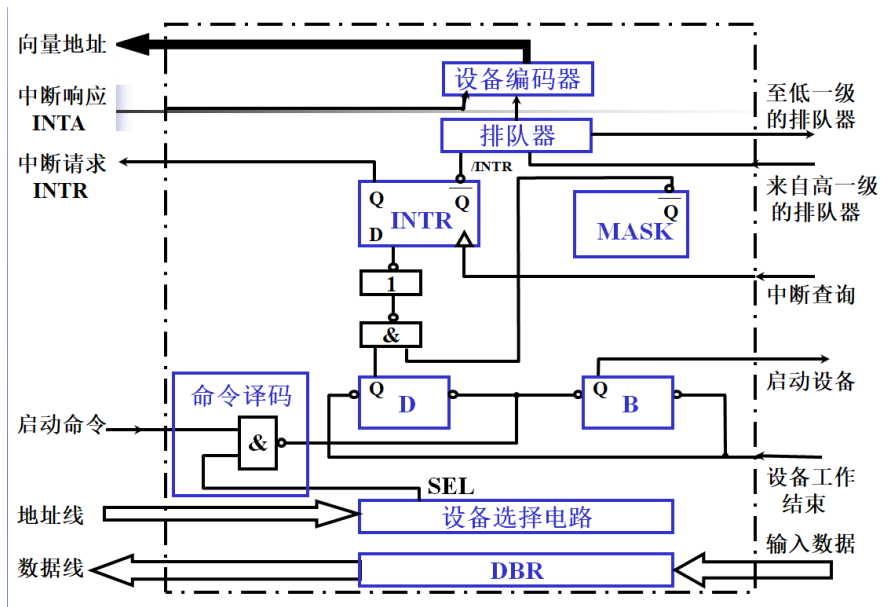 向量地址
设备编码器
中断响应
INTA
至低一级
的排队器
排队器
中断请求
INTR
/INTR
来自高一级
的排队器
Q
Q
INTR
D
Q
MASK
1
中断查询
&
Q
D
Q
B
启动设备
命令译码
启动命令
&
设备工作
结束
SEL
地址线
设备选择电路
输入数据
数据线
DBR